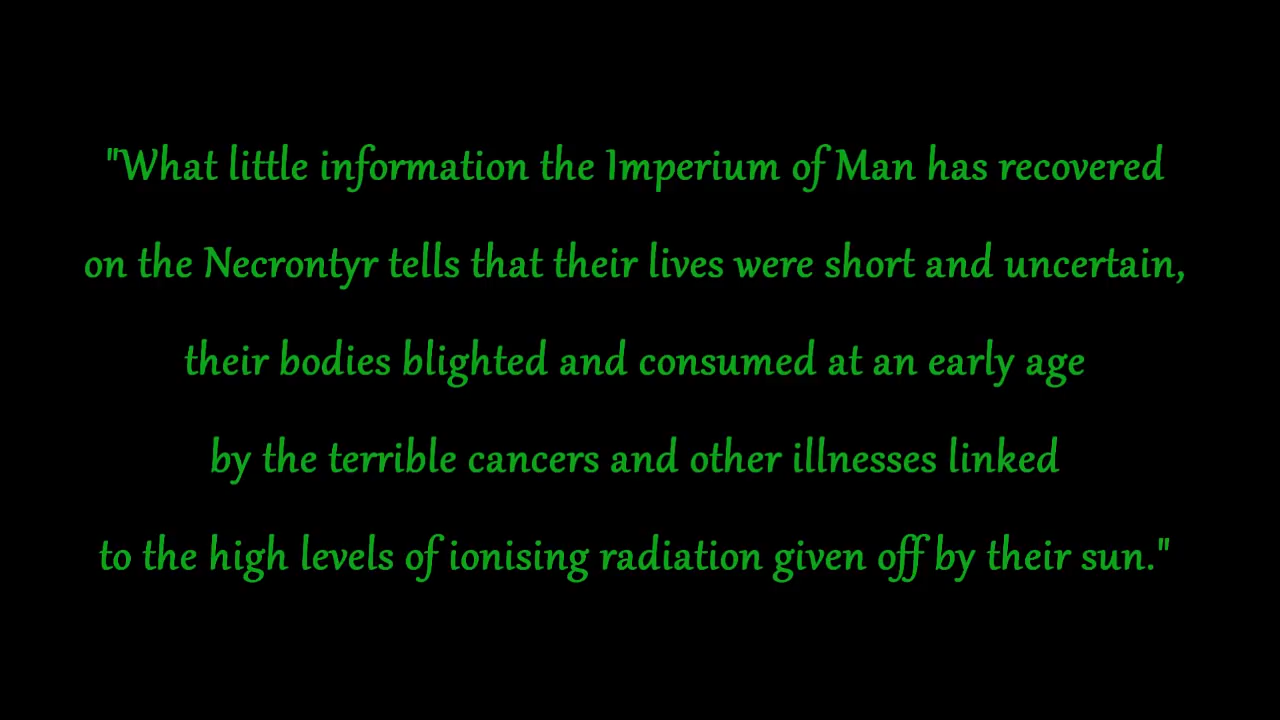 "What little information the Imperium of Man has recovered
on the Necrontyr tells that their lives were short and uncertain,
their bodies blighted and consumed at an early age
by the terrible cancers and other illnesses linked
to the high levels of ionising radiation given off by their sun."